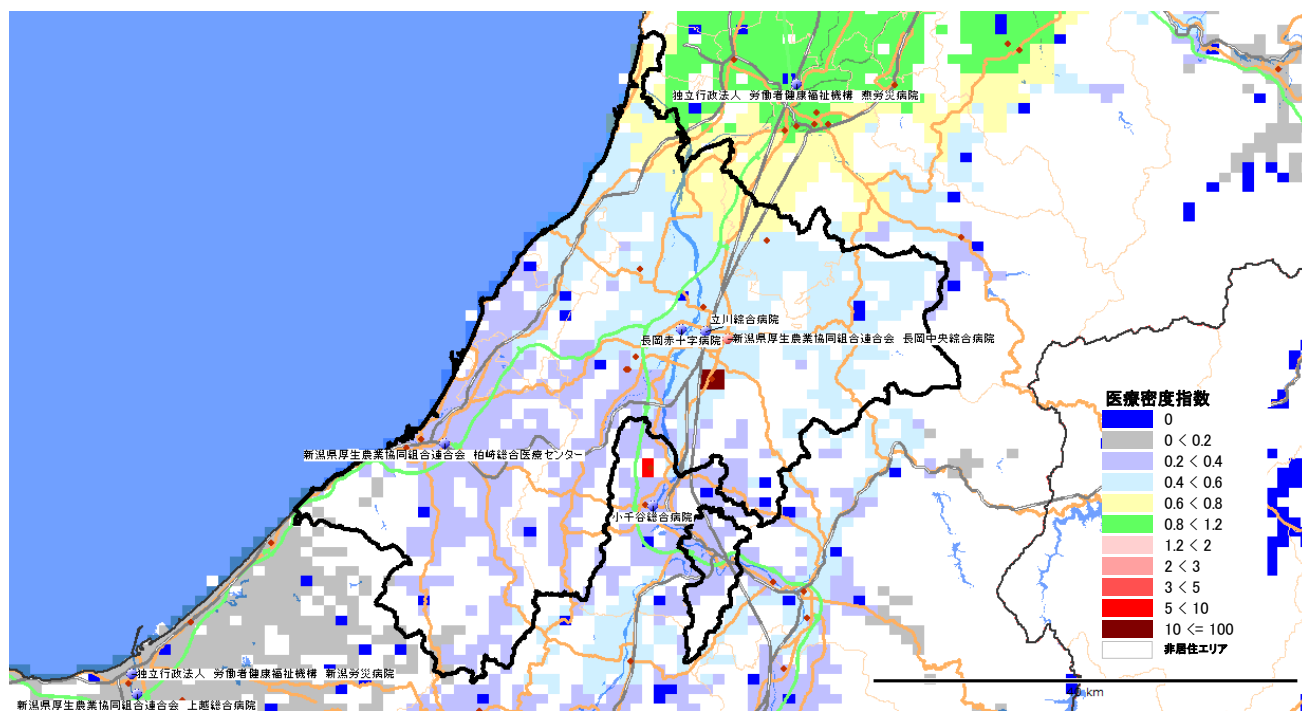 独立行政法人 労働者健康福祉機構 燕労災病院
立川綜合病院
長岡赤十字病院
新潟県厚生農業協同組合連合会 長岡中央綜合病院
医療密度指数
0
0 < 0.2
0.2 < 0.4
0.4 < 0.6
0.6 < 0.8
0.8 < 1.2
1.2 < 2
2 < 3
3 < 5
5 < 10
10 <= 100
非居住エリア
新潟県厚生農業協同組合連合会 柏崎総合医療センター
小千谷総合病院
独立行政法人 労働者健康福祉機構 新潟労災病院
km
新潟県厚生農業協同組合連合会 上越総合病院